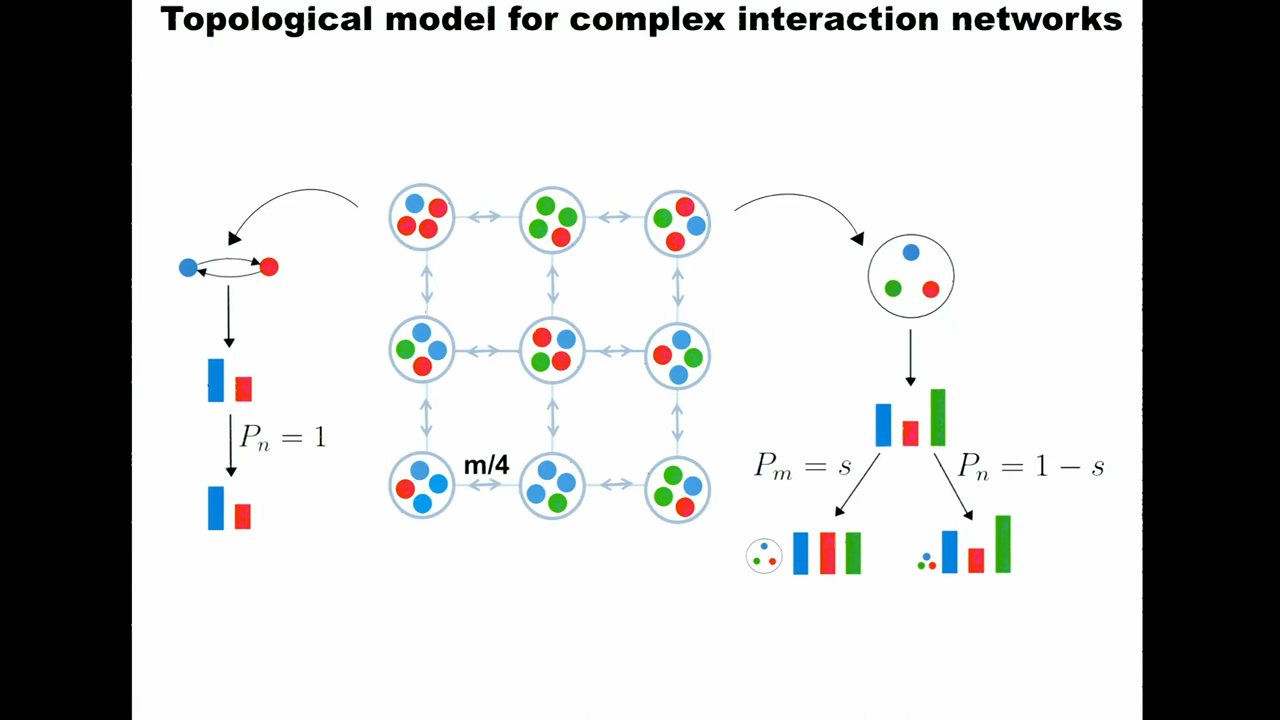 Topological model for complex interaction networks
P_n = 1
m/4
P_m = s
P_n = 1 − s